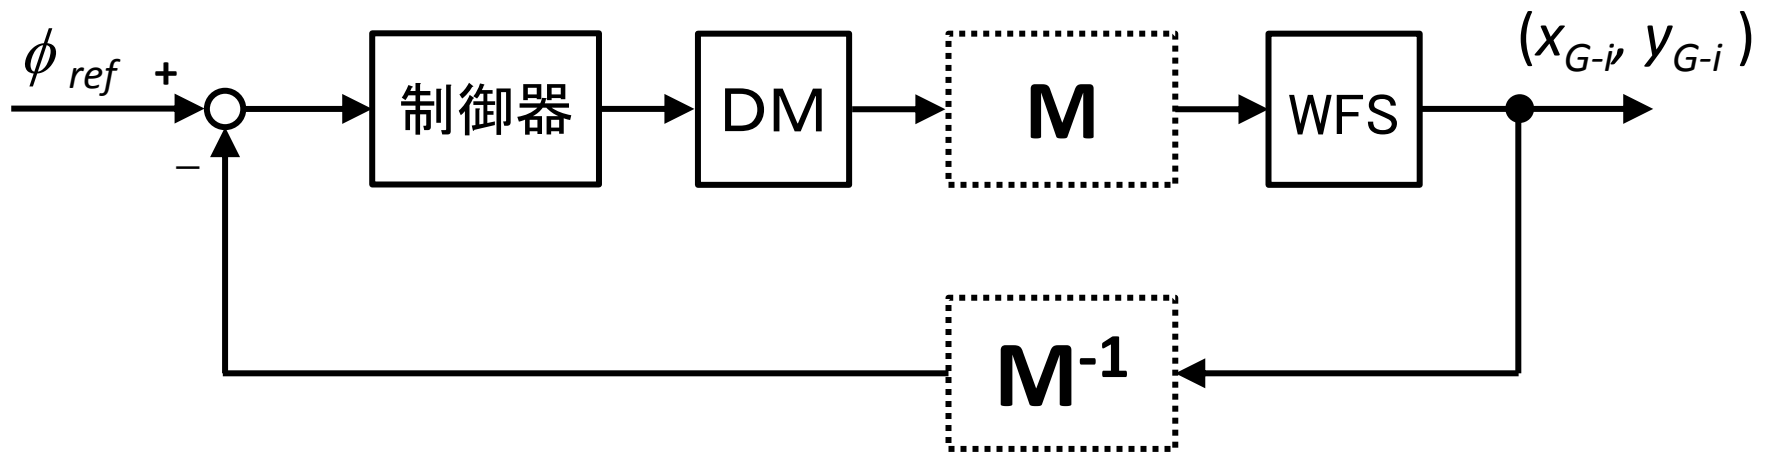 ϕ ref + (xG-i, yG-i )
制御器 DM M WFS
−
M-1